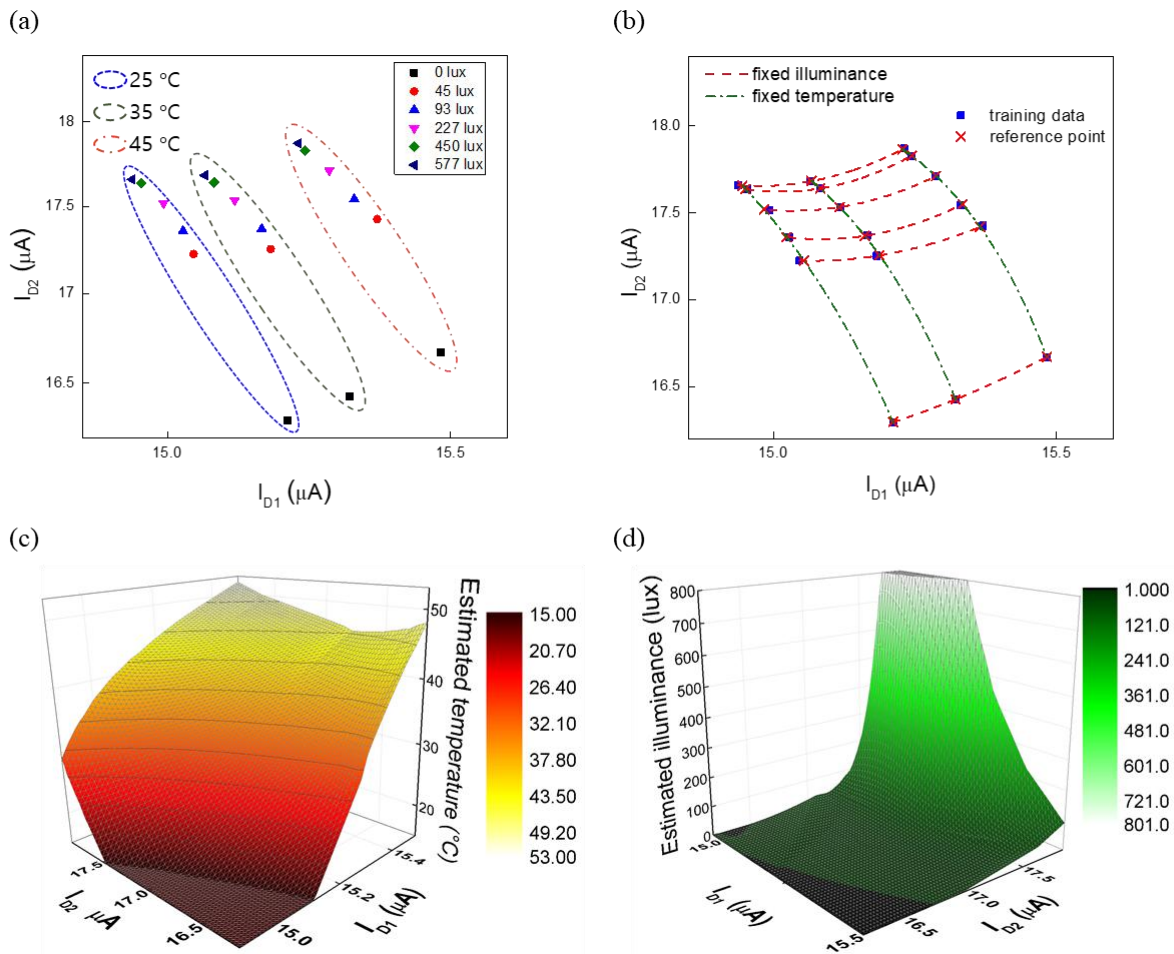 (a)
25 °C
35 °C
45 °C
0 lux
45 lux
93 lux
227 lux
450 lux
577 lux
18
17.5
17
16.5
15.0
15.5
I_D2 (μA)
I_D1 (μA)
(b)
fixed illuminance
fixed temperature
training data
reference point
18.0
17.5
17.0
16.5
15.0
15.5
I_D2 (μA)
I_D1 (μA)
(c)
Estimated temperature (°C)
50
40
30
20
17.5
17.0
16.5
I_D2 μA
15.0
15.2
15.4
I_D1 (μA)
15.00
20.70
26.40
32.10
37.80
43.50
49.20
53.00
(d)
Estimated illuminance (lux)
800
700
600
500
400
300
200
100
0
15.0
15.5
I_D1 (μA)
16.5
17.0
17.5
I_D2 (μA)
1.000
121.0
241.0
361.0
481.0
601.0
721.0
801.0